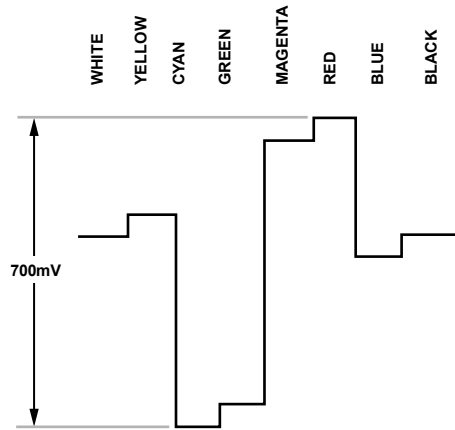 WHITE
YELLOW
CYAN
GREEN
MAGENTA
RED
BLUE
BLACK
700mV